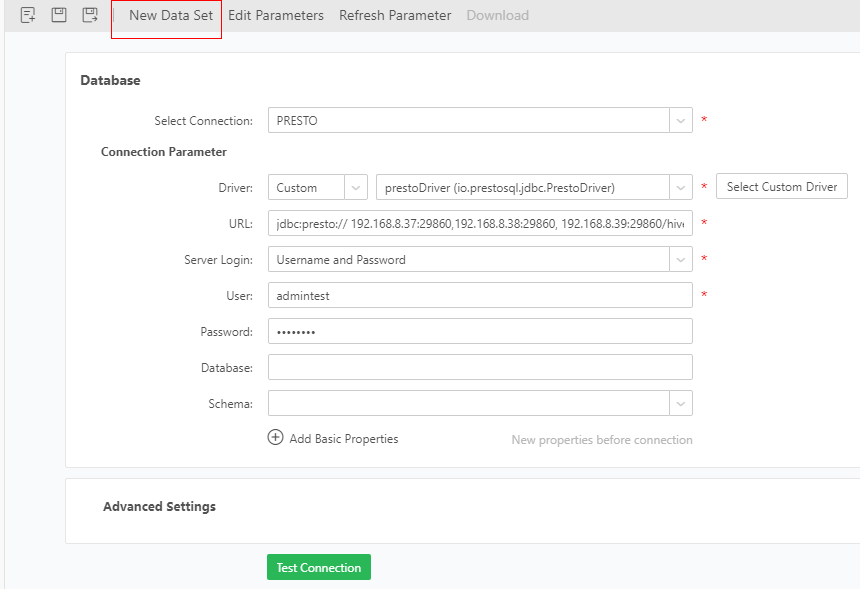 New Data Set Edit Parameters Refresh Parameter Download
Database
Select Connection: PRESTO *
Connection Parameter
Driver: Custom prestoDriver (io.prestosql.jdbc.PrestoDriver) * Select Custom Driver
URL: jdbc:presto:// 192.168.8.37:29860,192.168.8.38:29860, 192.168.8.39:29860/hive *
Server Login: Username and Password *
User: admintest *
Password: ••••••••
Database:
Schema:
Add Basic Properties New properties before connection
Advanced Settings
Test Connection